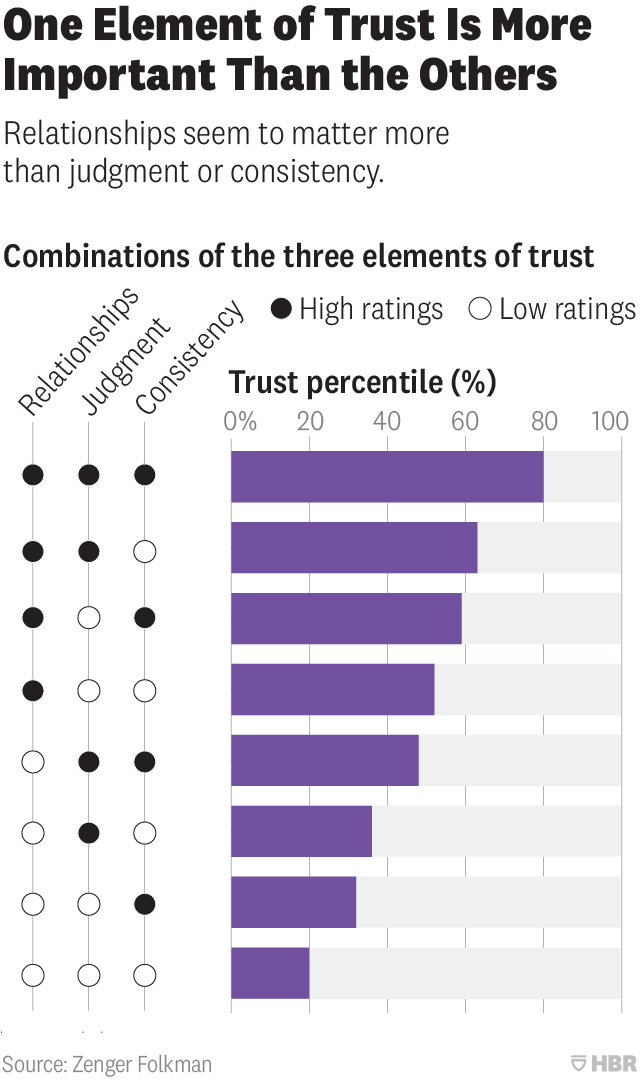 One Element of Trust Is More
Important Than the Others
Relationships seem to matter more
than judgment or consistency.
Combinations of the three elements of trust
High ratings
Low ratings
Relationships
Judgment
Consistency
Trust percentile (%)
0% 20 40 60 80 100
Source: Zenger Folkman
HBR